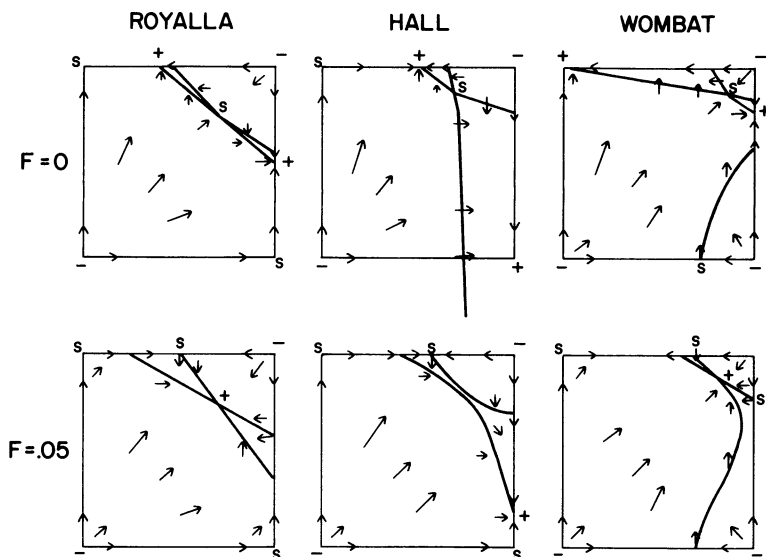 ROYALLA HALL WOMBAT
+ − + − + −
S S
S S S
+
F=0
+
− S − + − S −
S S − S S − S S −
+
S
+
F=.05
+
− S − S − −